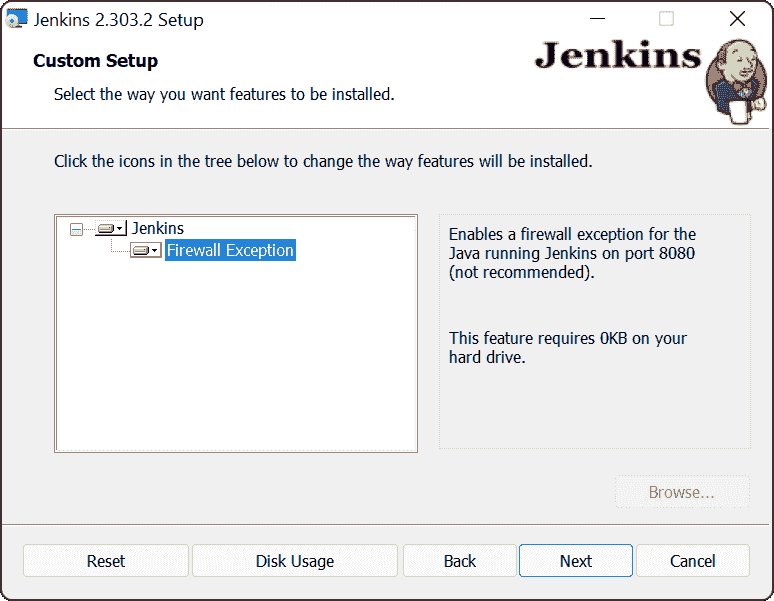 Jenkins 2.303.2 Setup
Custom Setup
Select the way you want features to be installed.
Jenkins
Click the icons in the tree below to change the way features will be installed.
Jenkins
Firewall Exception
Enables a firewall exception for the
Java running Jenkins on port 8080
(not recommended).
This feature requires 0KB on your
hard drive.
Browse...
Reset
Disk Usage
Back
Next
Cancel